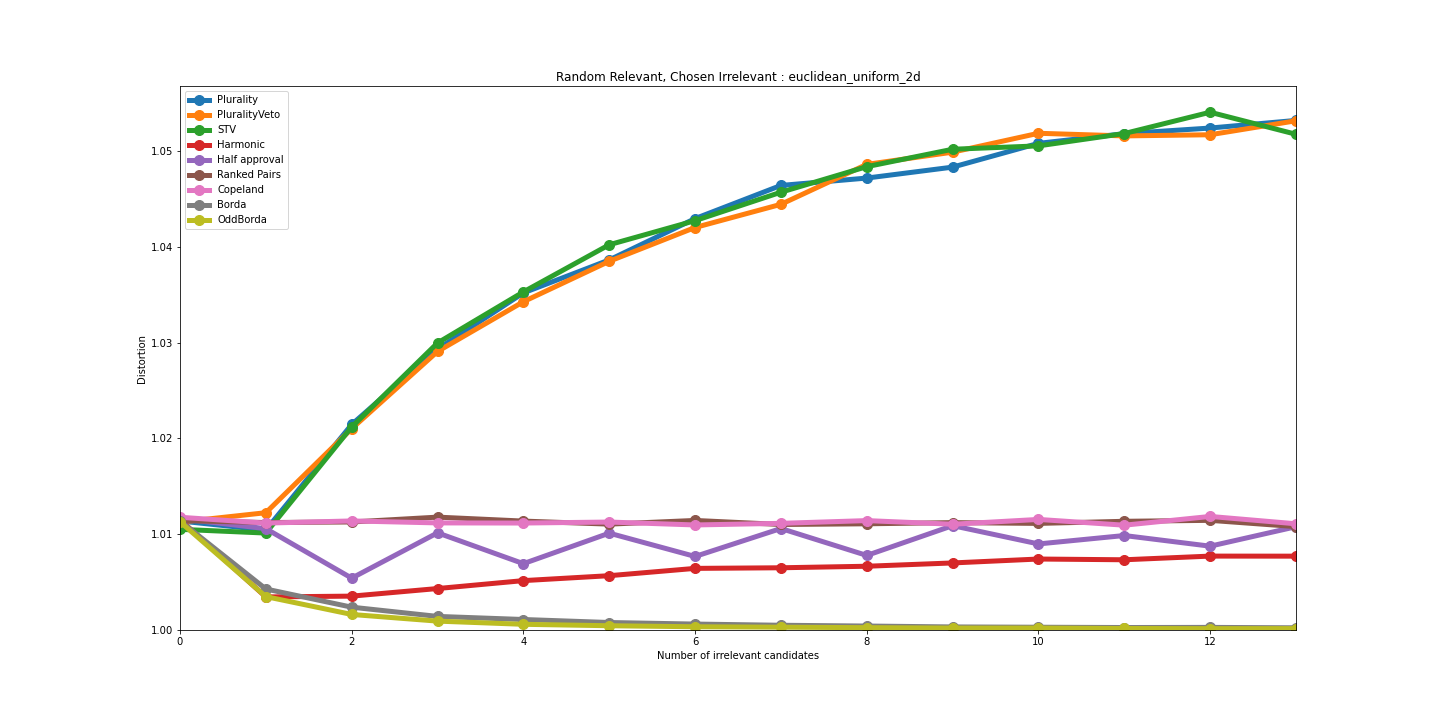 Random Relevant, Chosen Irrelevant : euclidean_uniform_2d
Plurality
PluralityVeto
STV
Harmonic
Half approval
Ranked Pairs
Copeland
Borda
OddBorda
1.05
1.04
1.03
1.02
1.01
1.00
Distortion
0 2 4 6 8 10 12
Number of irrelevant candidates